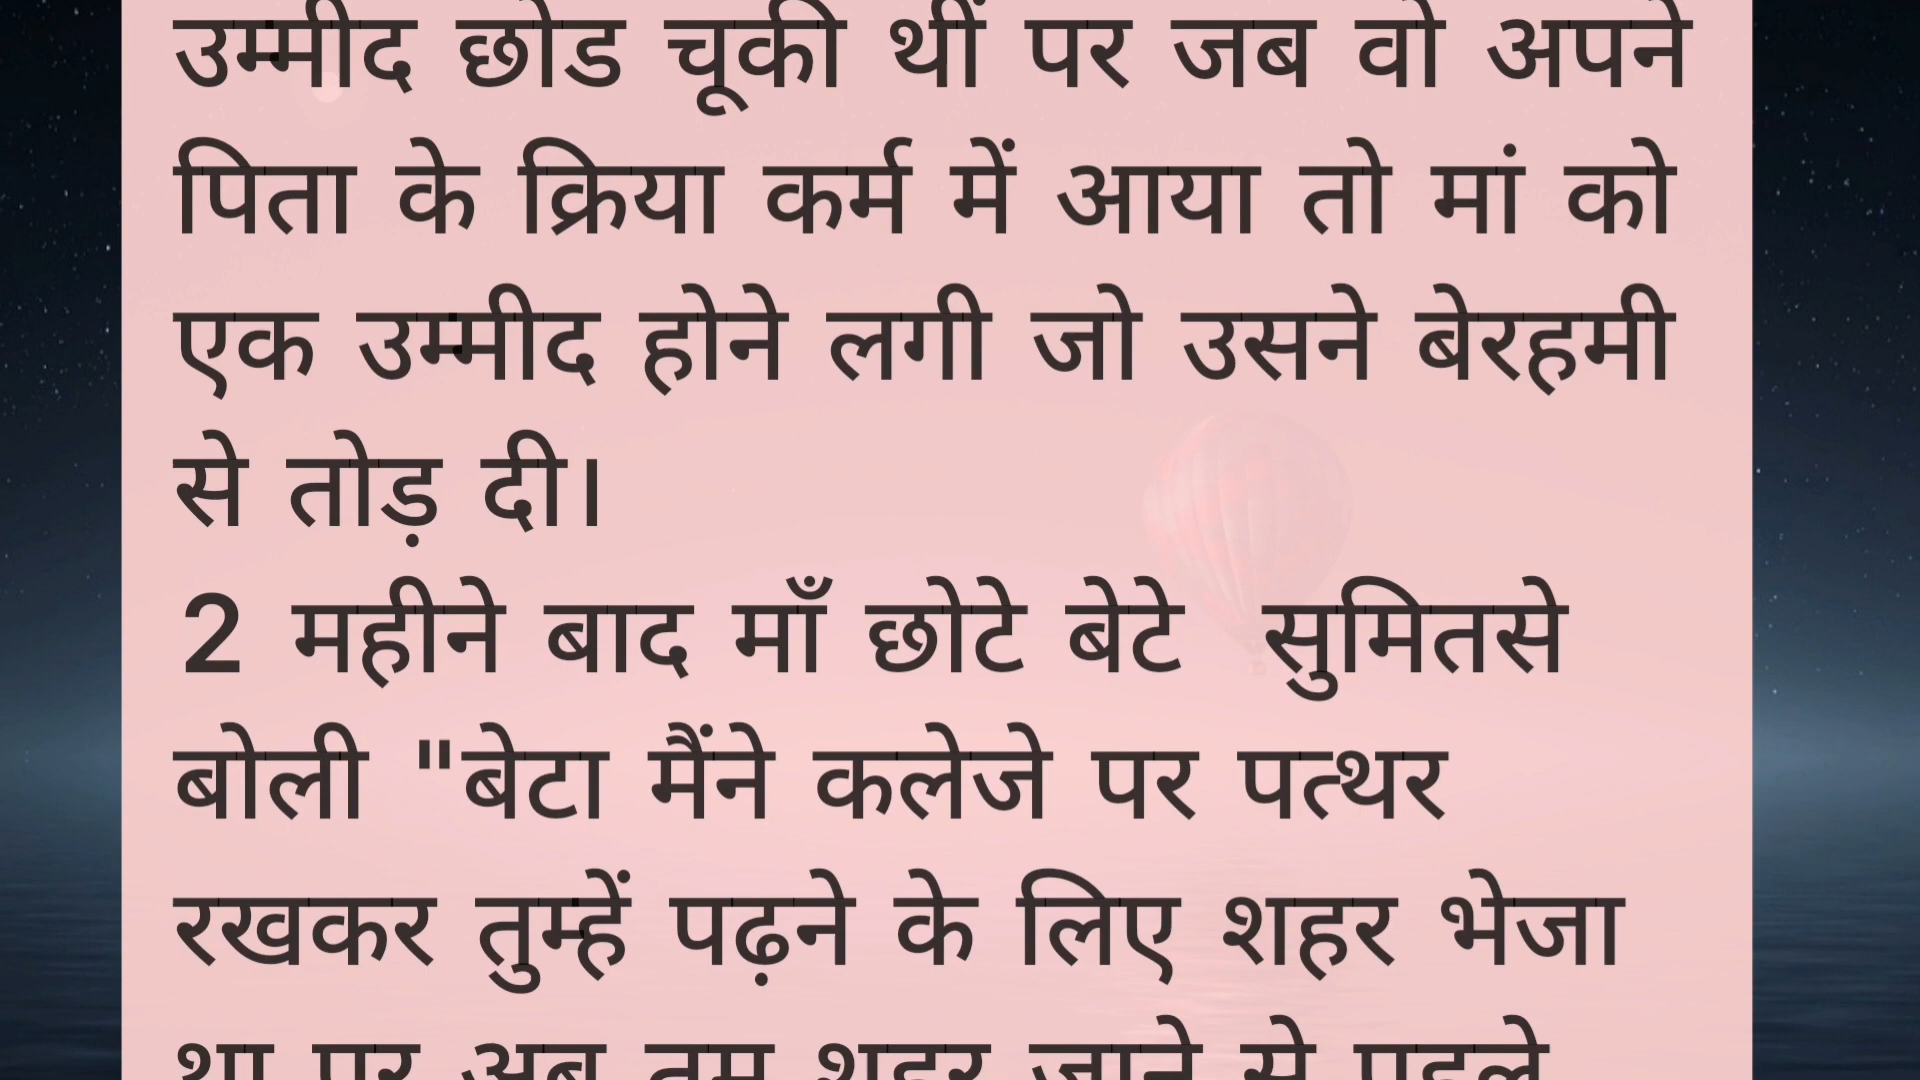 उम्मीद छोड चूकी थीं पर जब वो अपने
पिता के क्रिया कर्म में आया तो मां को
एक उम्मीद होने लगी जो उसने बेरहमी
से तोड़ दी।
2 महीने बाद माँ छोटे बेटे सुमितसे
बोली "बेटा मैंने कलेजे पर पत्थर
रखकर तुम्हें पढ़ने के लिए शहर भेजा
था पर अब तुम शहर जाने से पहले